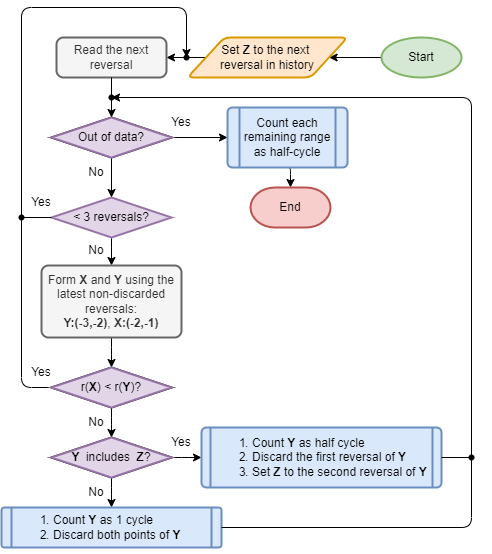 Read the next
reversal
Set Z to the next
reversal in history
Start
Out of data?
Yes
Count each
remaining range
as half-cycle
No
End
Yes
< 3 reversals?
No
Form X and Y using the
latest non-discarded
reversals:
Y:(-3,-2), X:(-2,-1)
Yes
r(X) < r(Y)?
No
Y includes Z?
Yes
1. Count Y as half cycle
2. Discard the first reversal of Y
3. Set Z to the second reversal of Y
No
1. Count Y as 1 cycle
2. Discard both points of Y